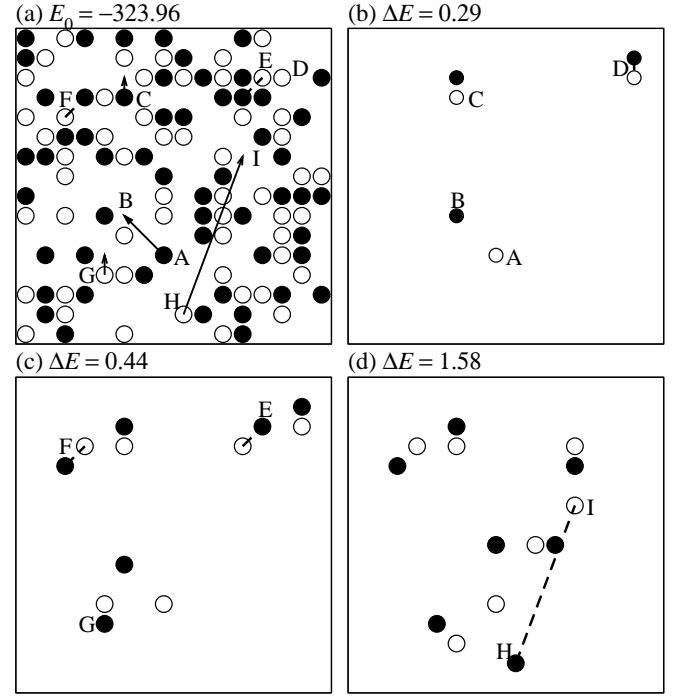 (a) E₀ = −323.96
(b) ΔE = 0.29
E
D
F
C
D
C
I
B
B
A
A
G
H
(c) ΔE = 0.44
(d) ΔE = 1.58
E
F
I
G
H